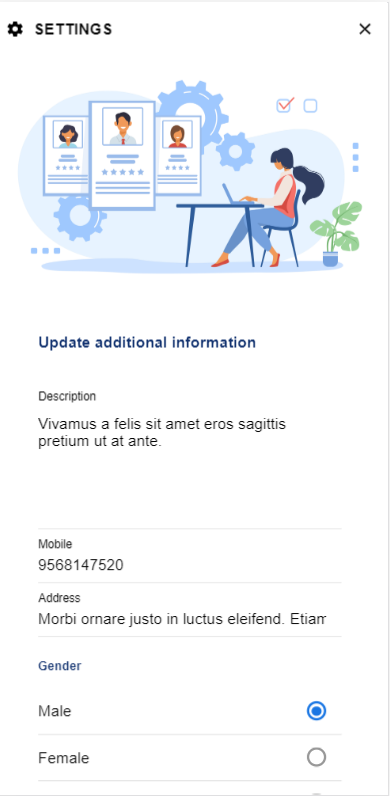 SETTINGS
Update additional information
Description
Vivamus a felis sit amet eros sagittis
pretium ut at ante.
Mobile
9568147520
Address
Morbi ornare justo in luctus eleifend. Etiam
Gender
Male
Female